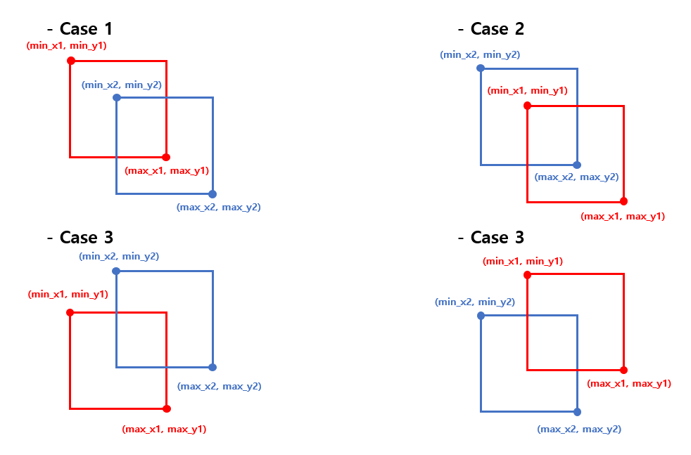 - Case 1
(min_x1, min_y1)
(min_x2, min_y2)
(max_x1, max_y1)
(max_x2, max_y2)
- Case 2
(min_x2, min_y2)
(min_x1, min_y1)
(max_x2, max_y2)
(max_x1, max_y1)
- Case 3
(min_x2, min_y2)
(min_x1, min_y1)
(max_x2, max_y2)
(max_x1, max_y1)
- Case 3
(min_x1, min_y1)
(min_x2, min_y2)
(max_x1, max_y1)
(max_x2, max_y2)